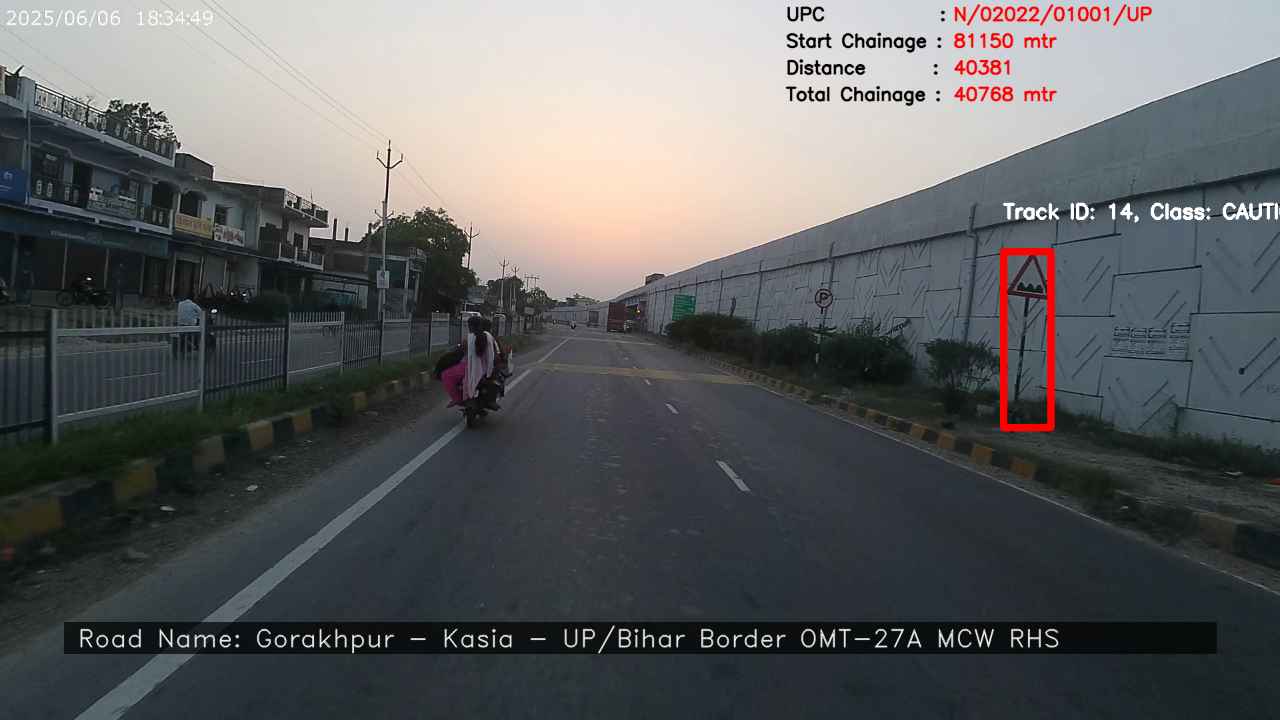 2025/06/06 18:34:49
UPC : N/02022/01001/UP
Start Chainage : 81150 mtr
Distance : 40381
Total Chainage : 40768 mtr
Track ID: 14, Class: CAUTI
Road Name: Gorakhpur - Kasia - UP/Bihar Border OMT-27A MCW RHS